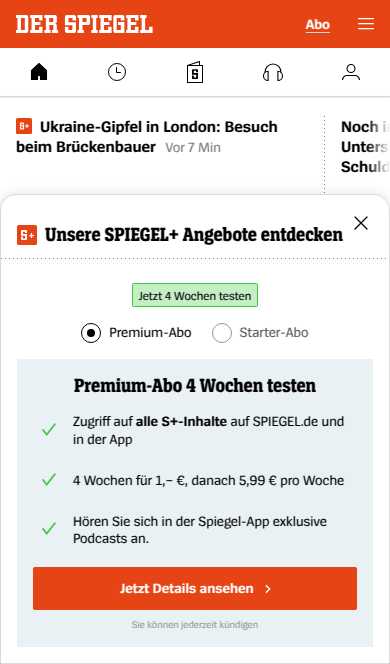 DER SPIEGEL
Abo
S
S+ Ukraine-Gipfel in London: Besuch
beim Brückenbauer Vor 7 Min
Noch i
Unters
Schuld
S+ Unsere SPIEGEL+ Angebote entdecken
Jetzt 4 Wochen testen
Premium-Abo
Starter-Abo
Premium-Abo 4 Wochen testen
Zugriff auf alle S+-Inhalte auf SPIEGEL.de und
in der App
4 Wochen für 1,– €, danach 5,99 € pro Woche
Hören Sie sich in der Spiegel-App exklusive
Podcasts an.
Jetzt Details ansehen
Sie können jederzeit kündigen